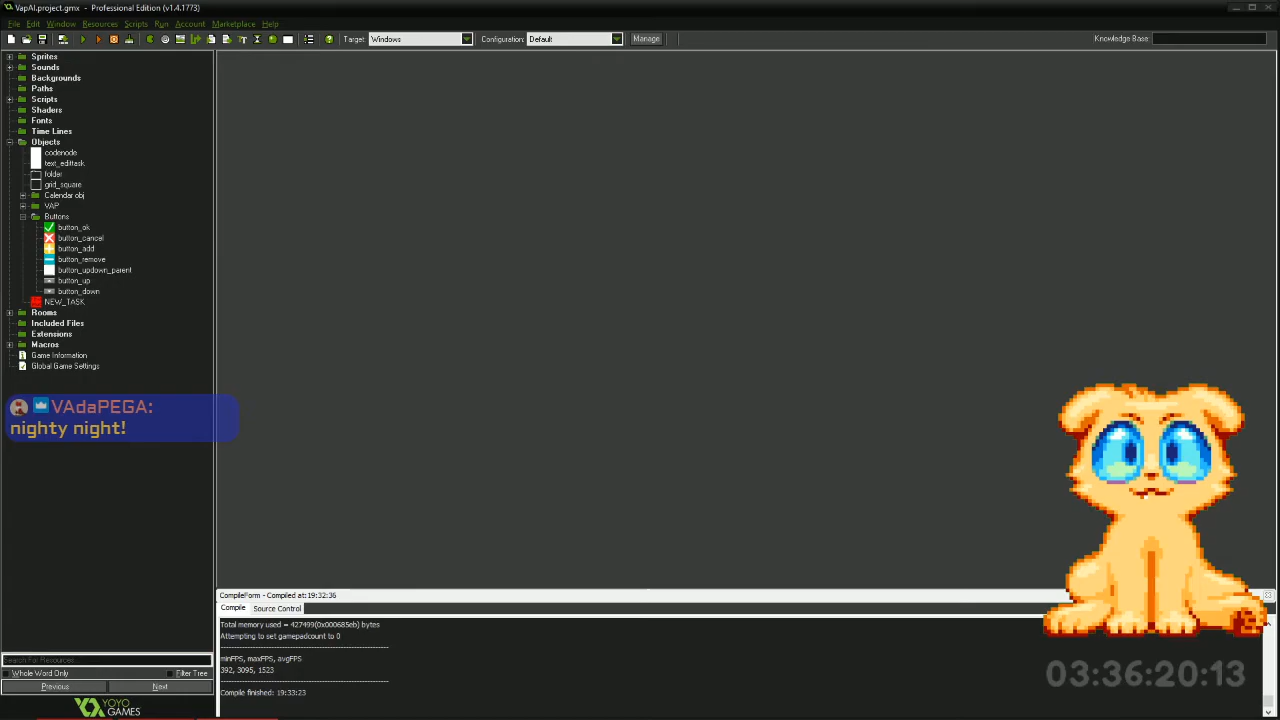 VapAI.project.gmx - Professional Edition (v1.4.1773)
File Edit Window Resources Scripts Run Account Marketplace Help
Target: Windows Configuration: Default Manage Knowledge Base:
Sprites
Sounds
Backgrounds
Paths
Scripts
Shaders
Fonts
Time Lines
Objects
codenode
text_edittask
folder
grid_square
Calendar obj
VAP
Buttons
button_ok
button_cancel
button_add
button_remove
button_updown_parent
button_up
button_down
NEW_TASK
Rooms
Included Files
Extensions
Macros
Game Information
Global Game Settings
VAdaPEGA:
nighty night!
CompileForm - Compiled at:19:32:36
Compile Source Control
Total memory used = 427499(0x000685eb) bytes
Attempting to set gamepadcount to 0
minFPS, maxFPS, avgFPS
392, 3095, 1523
Compile finished: 19:33:23
Search For Resources...
Whole Word Only Filter Tree
Previous Next
YOYO
GAMES
03:36:20:13